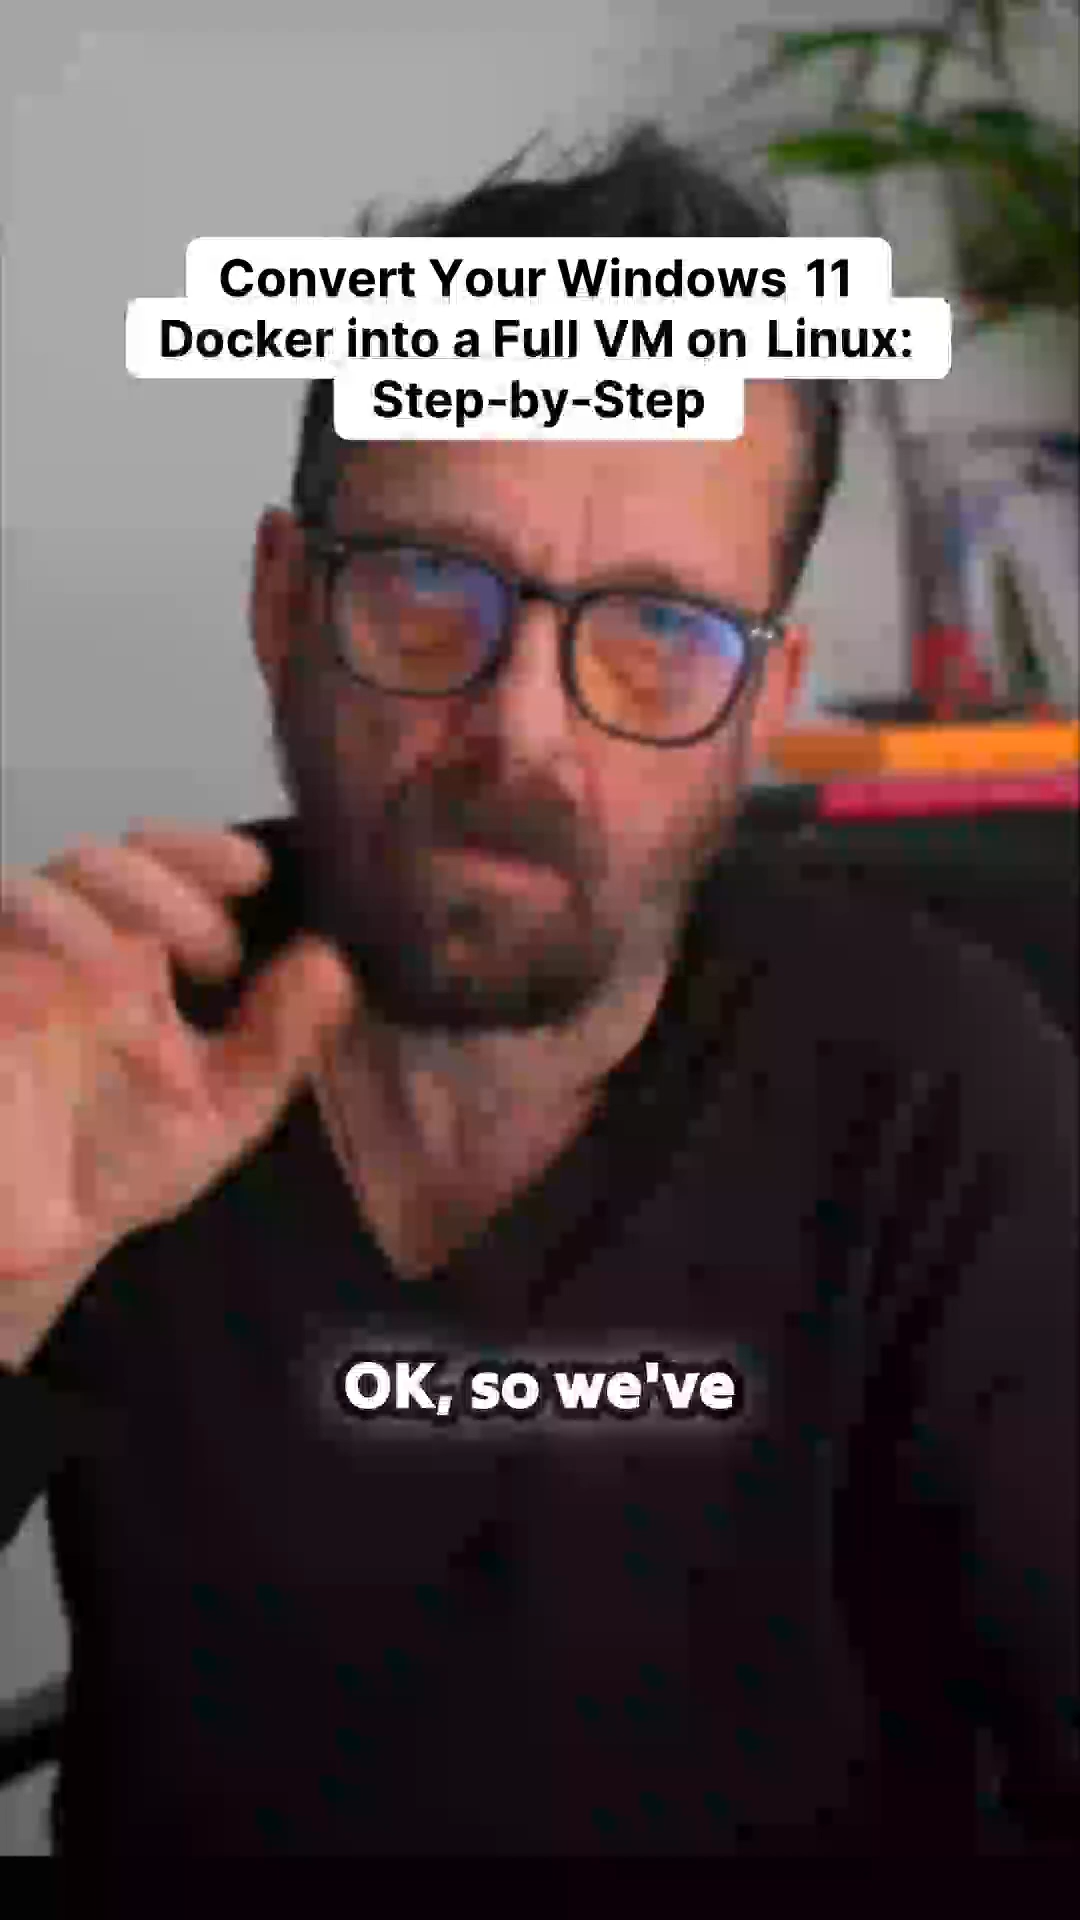 Convert Your Windows 11
Docker into a Full VM on Linux:
Step-by-Step
OK, so we've